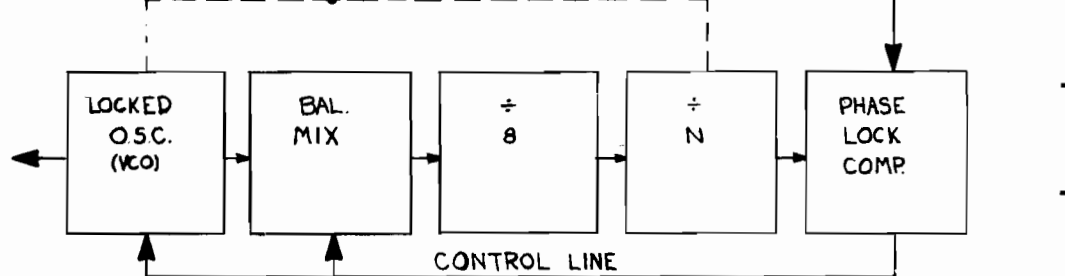 LOCKED
O.S.C.
(VCO)
BAL.
MIX
÷
8
÷
N
PHASE
LOCK
COMP.
CONTROL LINE